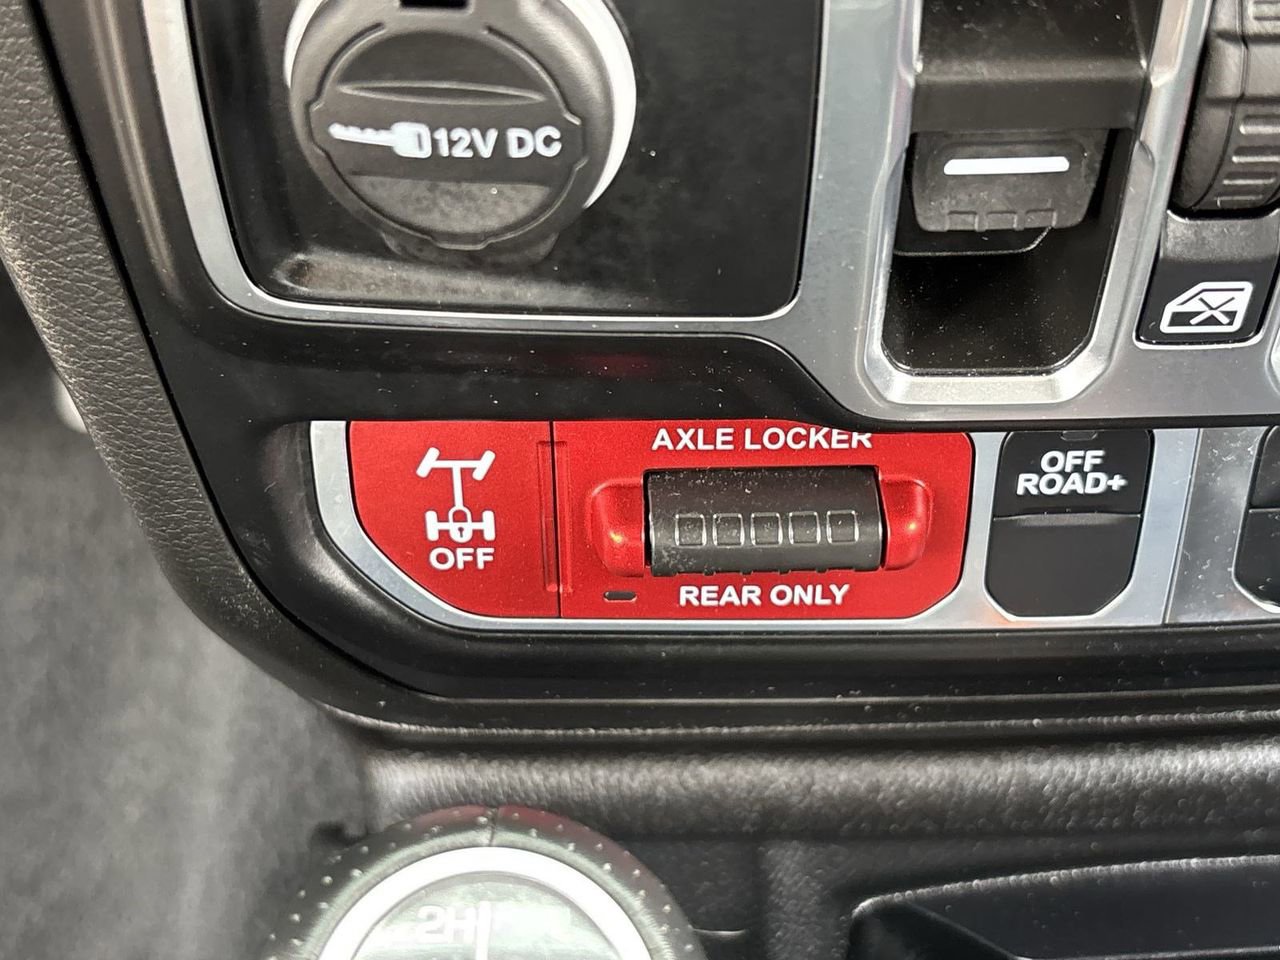 12V DC
AXLE LOCKER
OFF
REAR ONLY
OFF
ROAD+
2H